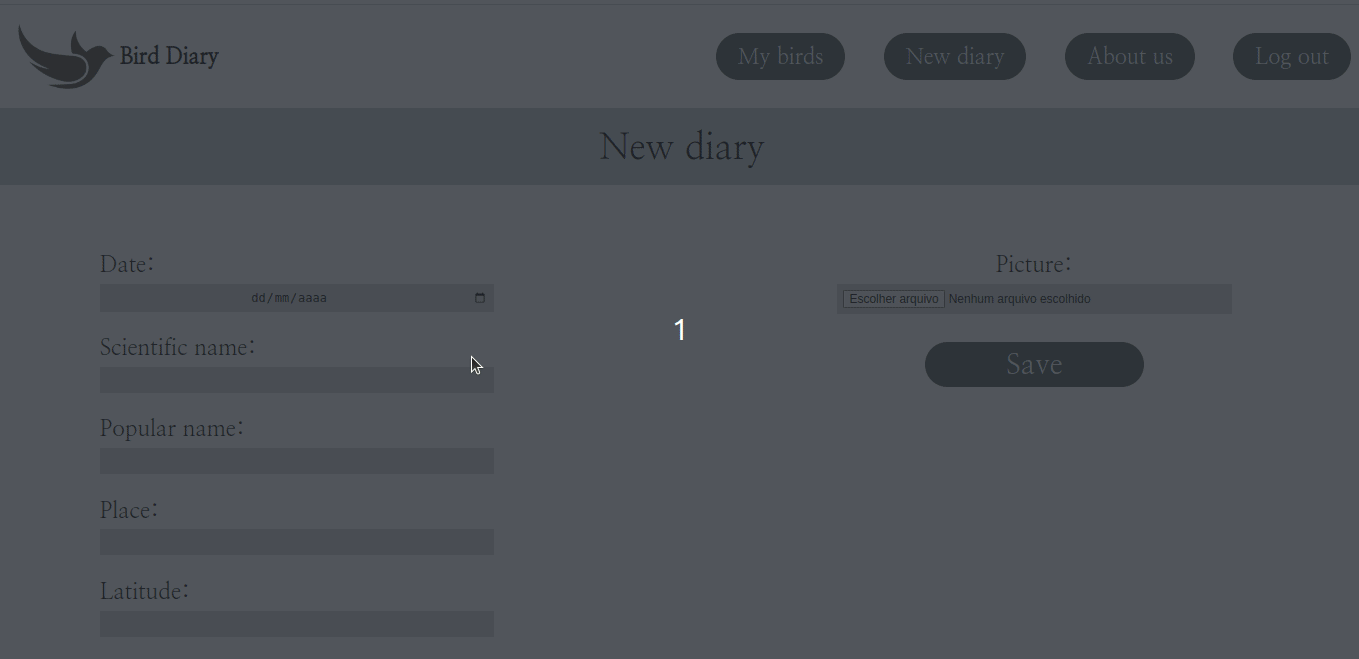 Bird Diary
My birds
New diary
About us
Log out
New diary
Date:
dd/mm/aaaa
Scientific name:
Popular name:
Place:
Latitude:
Picture:
Escolher arquivo Nenhum arquivo escolhido
Save
1